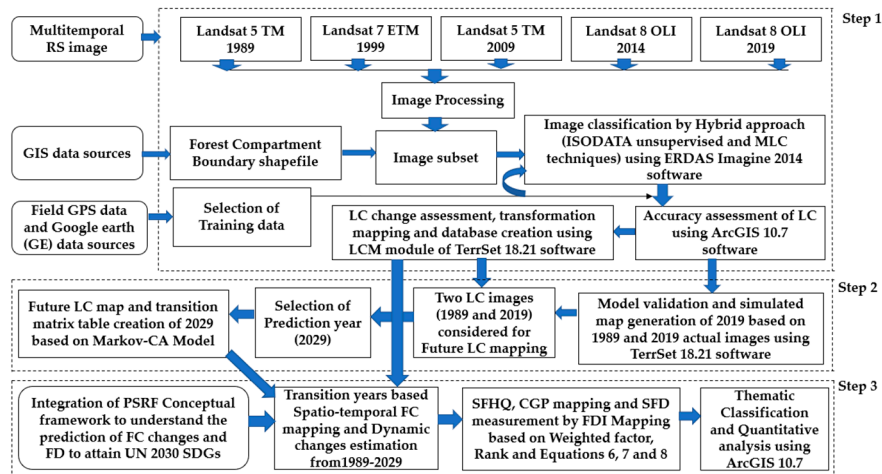 Step 1
Multitemporal
RS image
Landsat 5 TM
1989
Landsat 7 ETM
1999
Landsat 5 TM
2009
Landsat 8 OLI
2014
Landsat 8 OLI
2019
Image Processing
GIS data sources
Forest Compartment
Boundary shapefile
Image subset
Image classification by Hybrid approach
(ISODATA unsupervised and MLC
techniques) using ERDAS Imagine 2014
software
Field GPS data
and Google earth
(GE) data sources
Selection of
Training data
LC change assessment, transformation
mapping and database creation using
LCM module of TerrSet 18.21 software
Accuracy assessment of LC
using ArcGIS 10.7
software
Step 2
Future LC map and transition
matrix table creation of 2029
based on Markov-CA Model
Selection of
Prediction year
(2029)
Two LC images
(1989 and 2019)
considered for
Future LC mapping
Model validation and simulated
map generation of 2019 based on
1989 and 2019 actual images using
TerrSet 18.21 software
Step 3
Integration of PSRF Conceptual
framework to understand the
prediction of FC changes and
FD to attain UN 2030 SDGs
Transition years based
Spatio-temporal FC
mapping and Dynamic
changes estimation
from1989-2029
SFHQ, CGP mapping and SFD
measurement by FDI Mapping
based on Weighted factor,
Rank and Equations 6, 7 and 8
Thematic
Classification
and Quantitative
analysis using
ArcGIS 10.7